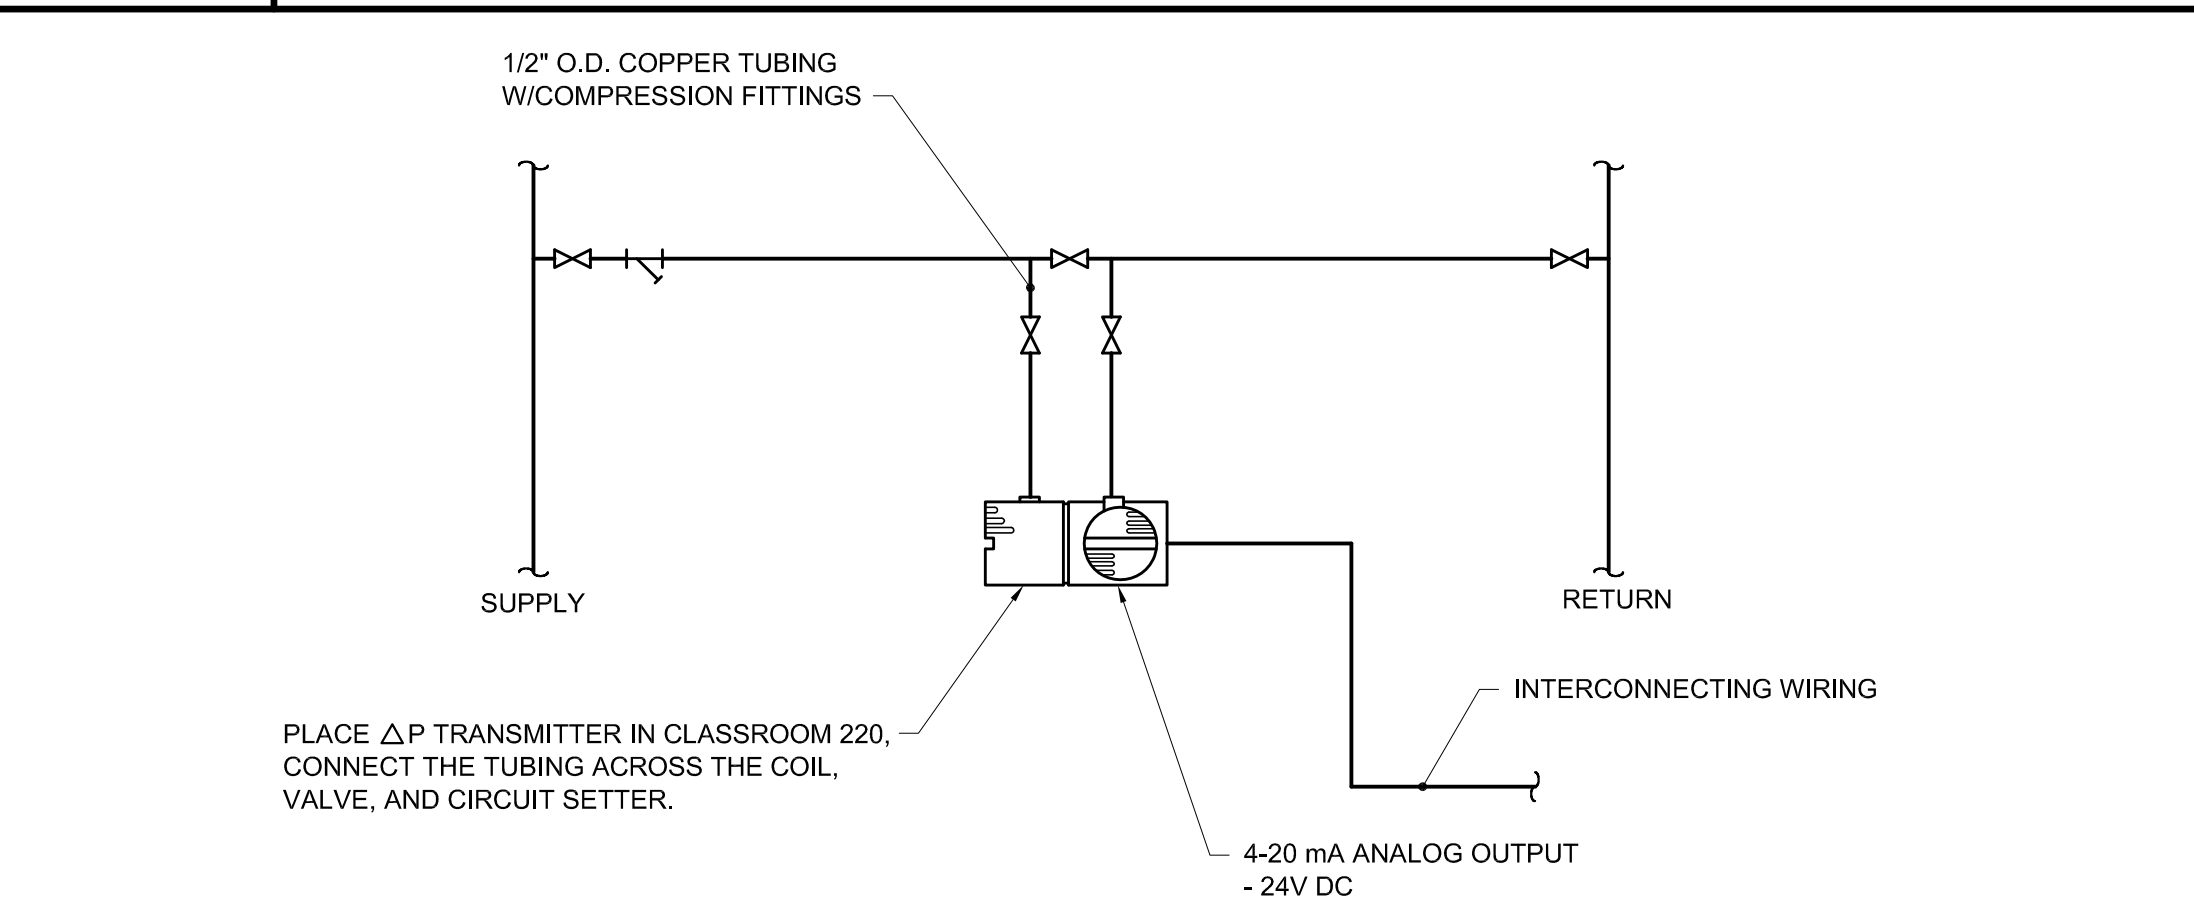 1/2" O.D. COPPER TUBING
W/COMPRESSION FITTINGS
SUPPLY
RETURN
INTERCONNECTING WIRING
PLACE △P TRANSMITTER IN CLASSROOM 220,
CONNECT THE TUBING ACROSS THE COIL,
VALVE, AND CIRCUIT SETTER.
4-20 mA ANALOG OUTPUT
- 24V DC